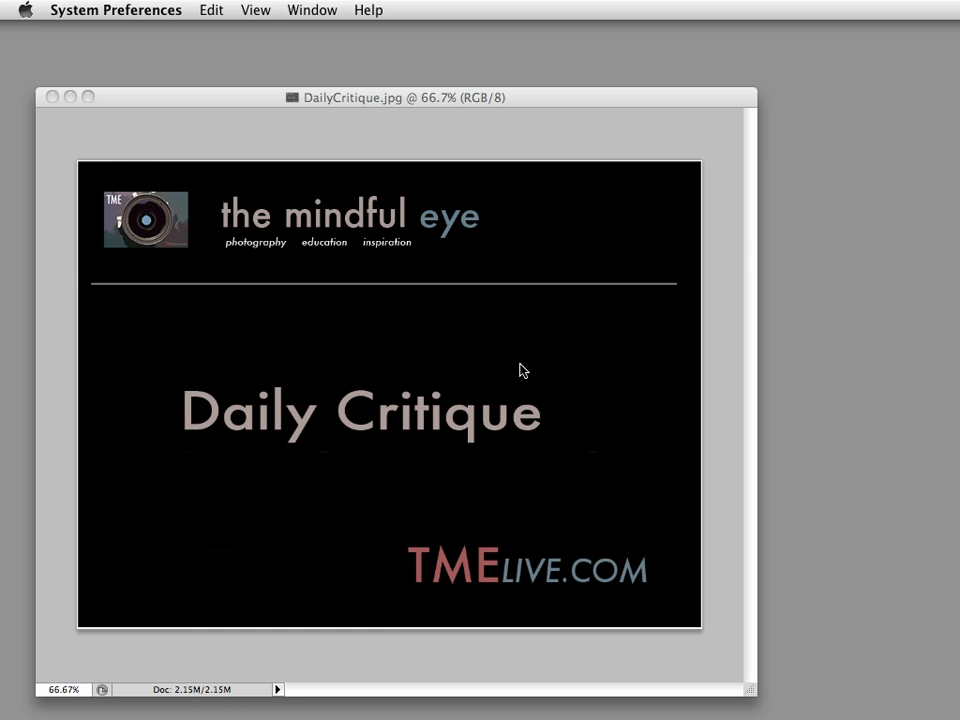 System Preferences Edit View Window Help
DailyCritique.jpg @ 66.7% (RGB/8)
TME
the mindful eye
photography education inspiration
Daily Critique
TMELIVE.COM
66.67% Doc: 2.15M/2.15M